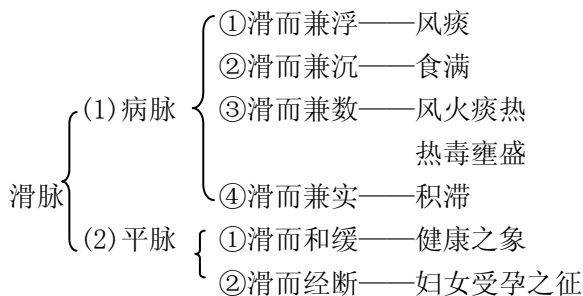 ①滑而兼浮——风痰
②滑而兼沉——食满
(1)病脉
③滑而兼数——风火痰热
热毒壅盛
滑脉
④滑而兼实——积滞
(2)平脉
①滑而和缓——健康之象
②滑而经断——妇女受孕之征